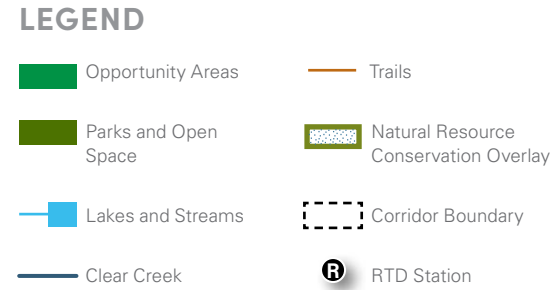 LEGEND
Opportunity Areas
Trails
Parks and Open
Space
Natural Resource
Conservation Overlay
Lakes and Streams
Corridor Boundary
Clear Creek
R
RTD Station